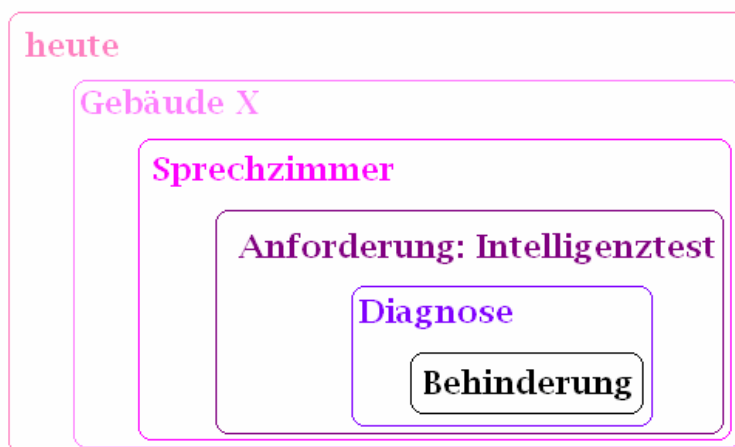 heute
Gebäude X
Sprechzimmer
Anforderung: Intelligenztest
Diagnose
Behinderung